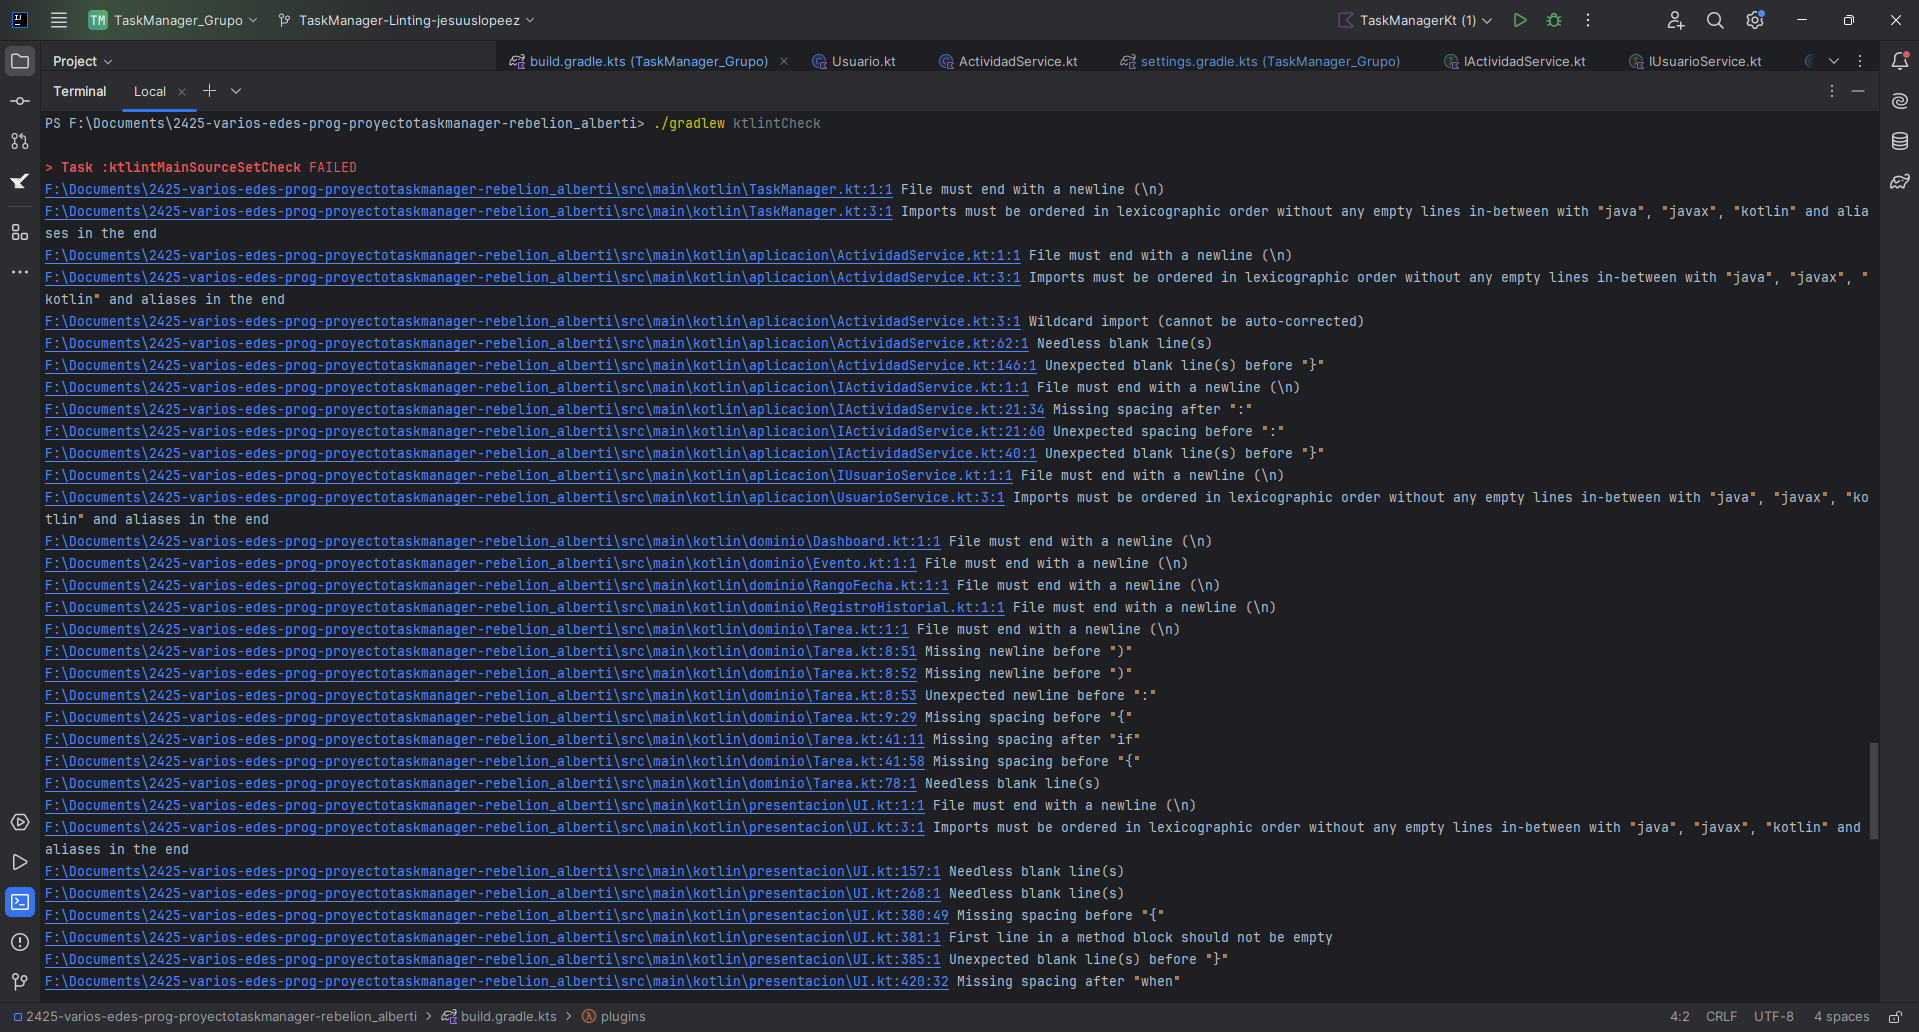 TM TaskManager_Grupo TaskManager-Linting-jesuuslopeez TaskManagerKt (1)
Project build.gradle.kts (TaskManager_Grupo) Usuario.kt ActividadService.kt settings.gradle.kts (TaskManager_Grupo) IActividadService.kt IUsuarioService.kt
Terminal Local
PS F:\Documents\2425-varios-edes-prog-proyectotaskmanager-rebelion_alberti> ./gradlew ktlintCheck
> Task :ktlintMainSourceSetCheck FAILED
F:\Documents\2425-varios-edes-prog-proyectotaskmanager-rebelion_alberti\src\main\kotlin\TaskManager.kt:1:1 File must end with a newline (\n)
F:\Documents\2425-varios-edes-prog-proyectotaskmanager-rebelion_alberti\src\main\kotlin\TaskManager.kt:3:1 Imports must be ordered in lexicographic order without any empty lines in-between with "java", "javax", "kotlin" and alia
ses in the end
F:\Documents\2425-varios-edes-prog-proyectotaskmanager-rebelion_alberti\src\main\kotlin\aplicacion\ActividadService.kt:1:1 File must end with a newline (\n)
F:\Documents\2425-varios-edes-prog-proyectotaskmanager-rebelion_alberti\src\main\kotlin\aplicacion\ActividadService.kt:3:1 Imports must be ordered in lexicographic order without any empty lines in-between with "java", "javax", "
kotlin" and aliases in the end
F:\Documents\2425-varios-edes-prog-proyectotaskmanager-rebelion_alberti\src\main\kotlin\aplicacion\ActividadService.kt:3:1 Wildcard import (cannot be auto-corrected)
F:\Documents\2425-varios-edes-prog-proyectotaskmanager-rebelion_alberti\src\main\kotlin\aplicacion\ActividadService.kt:62:1 Needless blank line(s)
F:\Documents\2425-varios-edes-prog-proyectotaskmanager-rebelion_alberti\src\main\kotlin\aplicacion\ActividadService.kt:146:1 Unexpected blank line(s) before "}"
F:\Documents\2425-varios-edes-prog-proyectotaskmanager-rebelion_alberti\src\main\kotlin\aplicacion\IActividadService.kt:1:1 File must end with a newline (\n)
F:\Documents\2425-varios-edes-prog-proyectotaskmanager-rebelion_alberti\src\main\kotlin\aplicacion\IActividadService.kt:21:34 Missing spacing after ":"
F:\Documents\2425-varios-edes-prog-proyectotaskmanager-rebelion_alberti\src\main\kotlin\aplicacion\IActividadService.kt:21:60 Unexpected spacing before ":"
F:\Documents\2425-varios-edes-prog-proyectotaskmanager-rebelion_alberti\src\main\kotlin\aplicacion\IActividadService.kt:40:1 Unexpected blank line(s) before "}"
F:\Documents\2425-varios-edes-prog-proyectotaskmanager-rebelion_alberti\src\main\kotlin\aplicacion\IUsuarioService.kt:1:1 File must end with a newline (\n)
F:\Documents\2425-varios-edes-prog-proyectotaskmanager-rebelion_alberti\src\main\kotlin\aplicacion\UsuarioService.kt:3:1 Imports must be ordered in lexicographic order without any empty lines in-between with "java", "javax", "ko
tlin" and aliases in the end
F:\Documents\2425-varios-edes-prog-proyectotaskmanager-rebelion_alberti\src\main\kotlin\dominio\Dashboard.kt:1:1 File must end with a newline (\n)
F:\Documents\2425-varios-edes-prog-proyectotaskmanager-rebelion_alberti\src\main\kotlin\dominio\Evento.kt:1:1 File must end with a newline (\n)
F:\Documents\2425-varios-edes-prog-proyectotaskmanager-rebelion_alberti\src\main\kotlin\dominio\RangoFecha.kt:1:1 File must end with a newline (\n)
F:\Documents\2425-varios-edes-prog-proyectotaskmanager-rebelion_alberti\src\main\kotlin\dominio\RegistroHistorial.kt:1:1 File must end with a newline (\n)
F:\Documents\2425-varios-edes-prog-proyectotaskmanager-rebelion_alberti\src\main\kotlin\dominio\Tarea.kt:1:1 File must end with a newline (\n)
F:\Documents\2425-varios-edes-prog-proyectotaskmanager-rebelion_alberti\src\main\kotlin\dominio\Tarea.kt:8:51 Missing newline before ")"
F:\Documents\2425-varios-edes-prog-proyectotaskmanager-rebelion_alberti\src\main\kotlin\dominio\Tarea.kt:8:52 Missing newline before ")"
F:\Documents\2425-varios-edes-prog-proyectotaskmanager-rebelion_alberti\src\main\kotlin\dominio\Tarea.kt:8:53 Unexpected newline before ":"
F:\Documents\2425-varios-edes-prog-proyectotaskmanager-rebelion_alberti\src\main\kotlin\dominio\Tarea.kt:9:29 Missing spacing before "{"
F:\Documents\2425-varios-edes-prog-proyectotaskmanager-rebelion_alberti\src\main\kotlin\dominio\Tarea.kt:41:11 Missing spacing after "if"
F:\Documents\2425-varios-edes-prog-proyectotaskmanager-rebelion_alberti\src\main\kotlin\dominio\Tarea.kt:41:58 Missing spacing before "{"
F:\Documents\2425-varios-edes-prog-proyectotaskmanager-rebelion_alberti\src\main\kotlin\dominio\Tarea.kt:78:1 Needless blank line(s)
F:\Documents\2425-varios-edes-prog-proyectotaskmanager-rebelion_alberti\src\main\kotlin\presentacion\UI.kt:1:1 File must end with a newline (\n)
F:\Documents\2425-varios-edes-prog-proyectotaskmanager-rebelion_alberti\src\main\kotlin\presentacion\UI.kt:3:1 Imports must be ordered in lexicographic order without any empty lines in-between with "java", "javax", "kotlin" and
aliases in the end
F:\Documents\2425-varios-edes-prog-proyectotaskmanager-rebelion_alberti\src\main\kotlin\presentacion\UI.kt:157:1 Needless blank line(s)
F:\Documents\2425-varios-edes-prog-proyectotaskmanager-rebelion_alberti\src\main\kotlin\presentacion\UI.kt:268:1 Needless blank line(s)
F:\Documents\2425-varios-edes-prog-proyectotaskmanager-rebelion_alberti\src\main\kotlin\presentacion\UI.kt:380:49 Missing spacing before "{"
F:\Documents\2425-varios-edes-prog-proyectotaskmanager-rebelion_alberti\src\main\kotlin\presentacion\UI.kt:381:1 First line in a method block should not be empty
F:\Documents\2425-varios-edes-prog-proyectotaskmanager-rebelion_alberti\src\main\kotlin\presentacion\UI.kt:385:1 Unexpected blank line(s) before "}"
F:\Documents\2425-varios-edes-prog-proyectotaskmanager-rebelion_alberti\src\main\kotlin\presentacion\UI.kt:420:32 Missing spacing after "when"
2425-varios-edes-prog-proyectotaskmanager-rebelion_alberti > build.gradle.kts > plugins 4:2 CRLF UTF-8 4 spaces